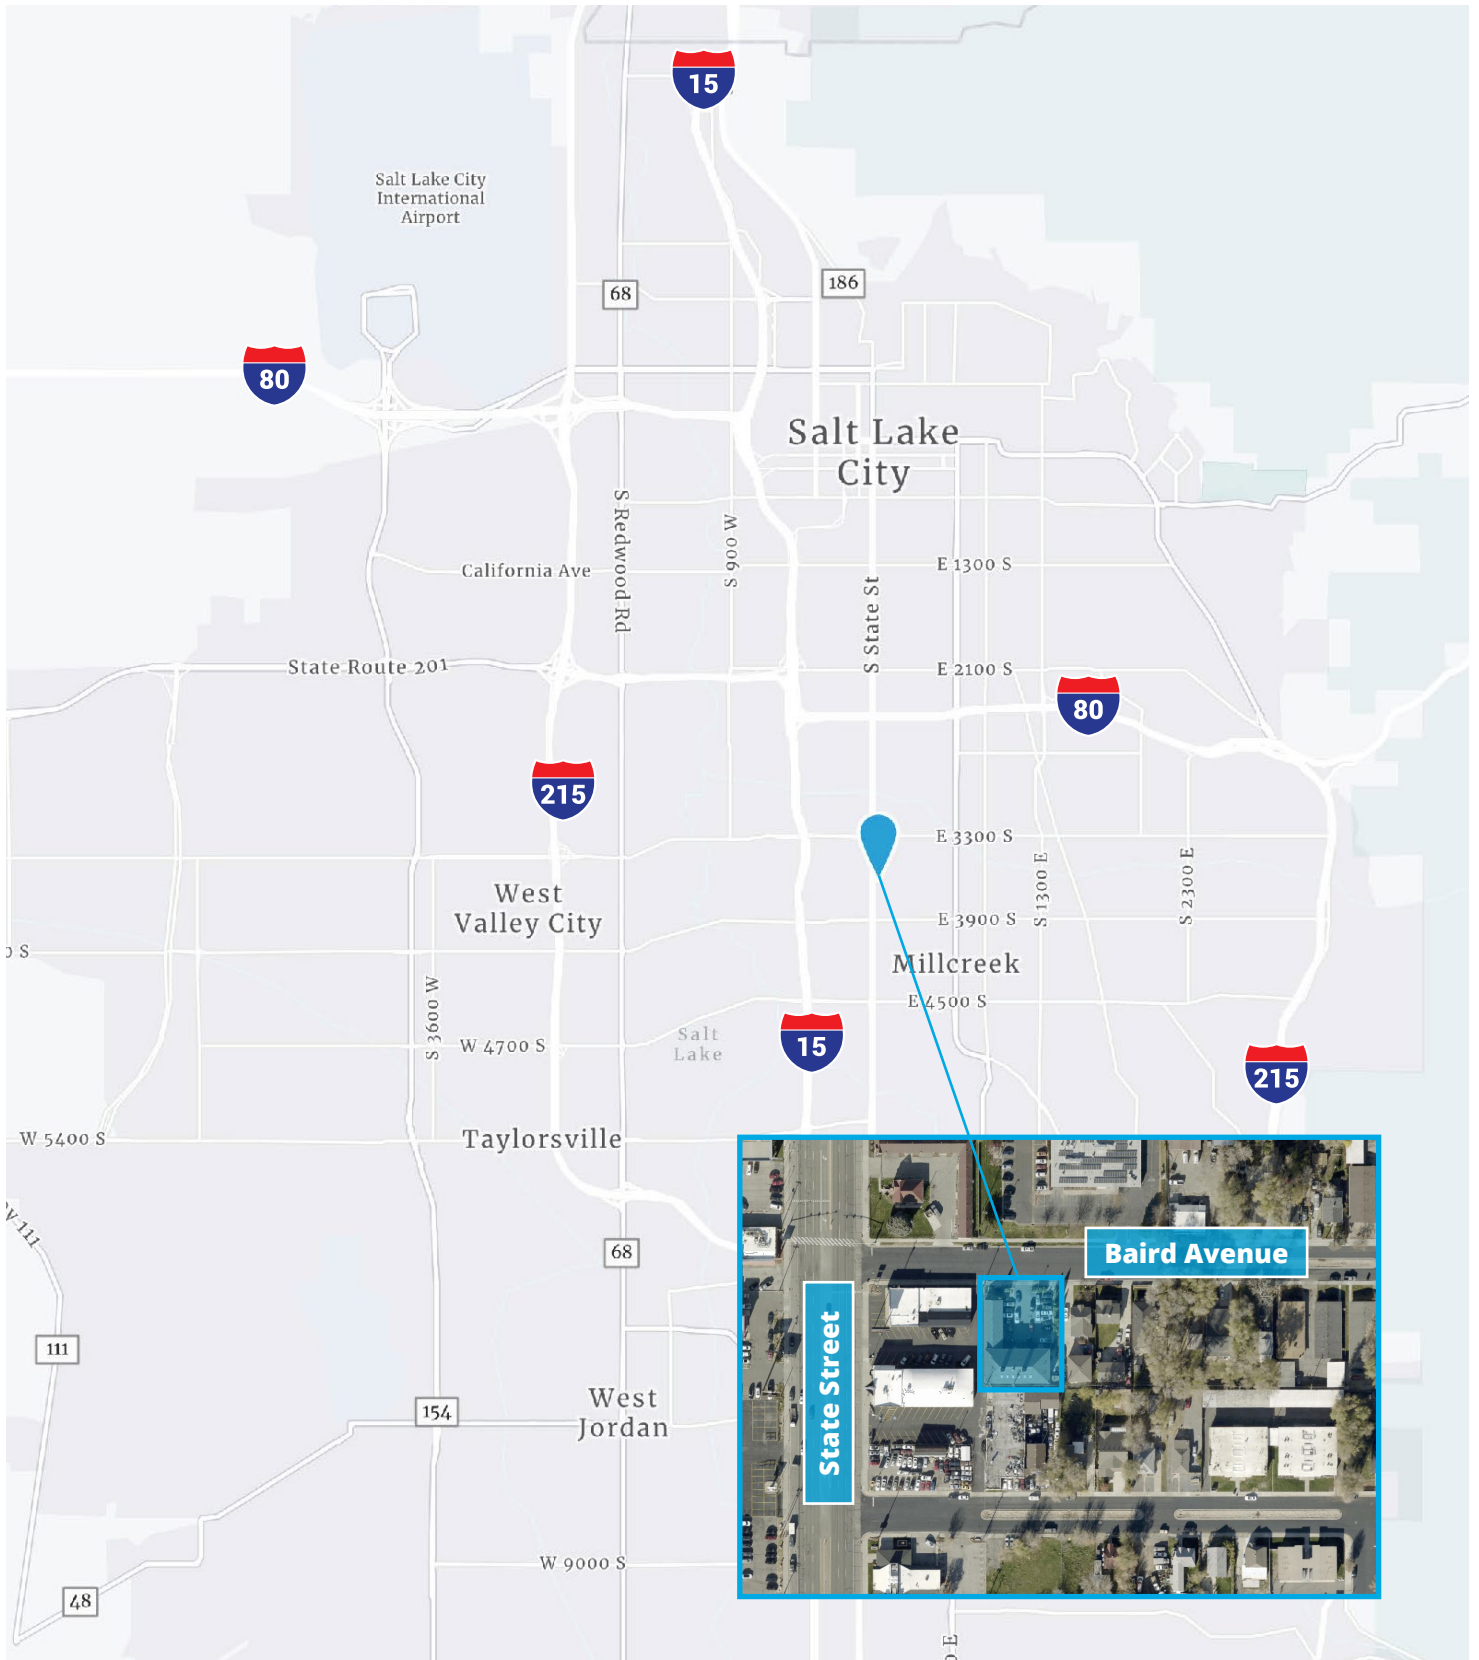 15
Salt Lake City
International
Airport
68
186
80
Salt Lake
City
S Redwood Rd
S 900 W
California Ave
E 1300 S
S State St
State Route 201
E 2100 S
80
215
E 3300 S
West
Valley City
S 1300 E
S 2300 E
E 3900 S
0 S
Millcreek
S 3600 W
E 4500 S
Salt
Lake
W 4700 S
15
215
W 5400 S
Taylorsville
68
Baird Avenue
State Street
111
154
West
Jordan
W 9000 S
48